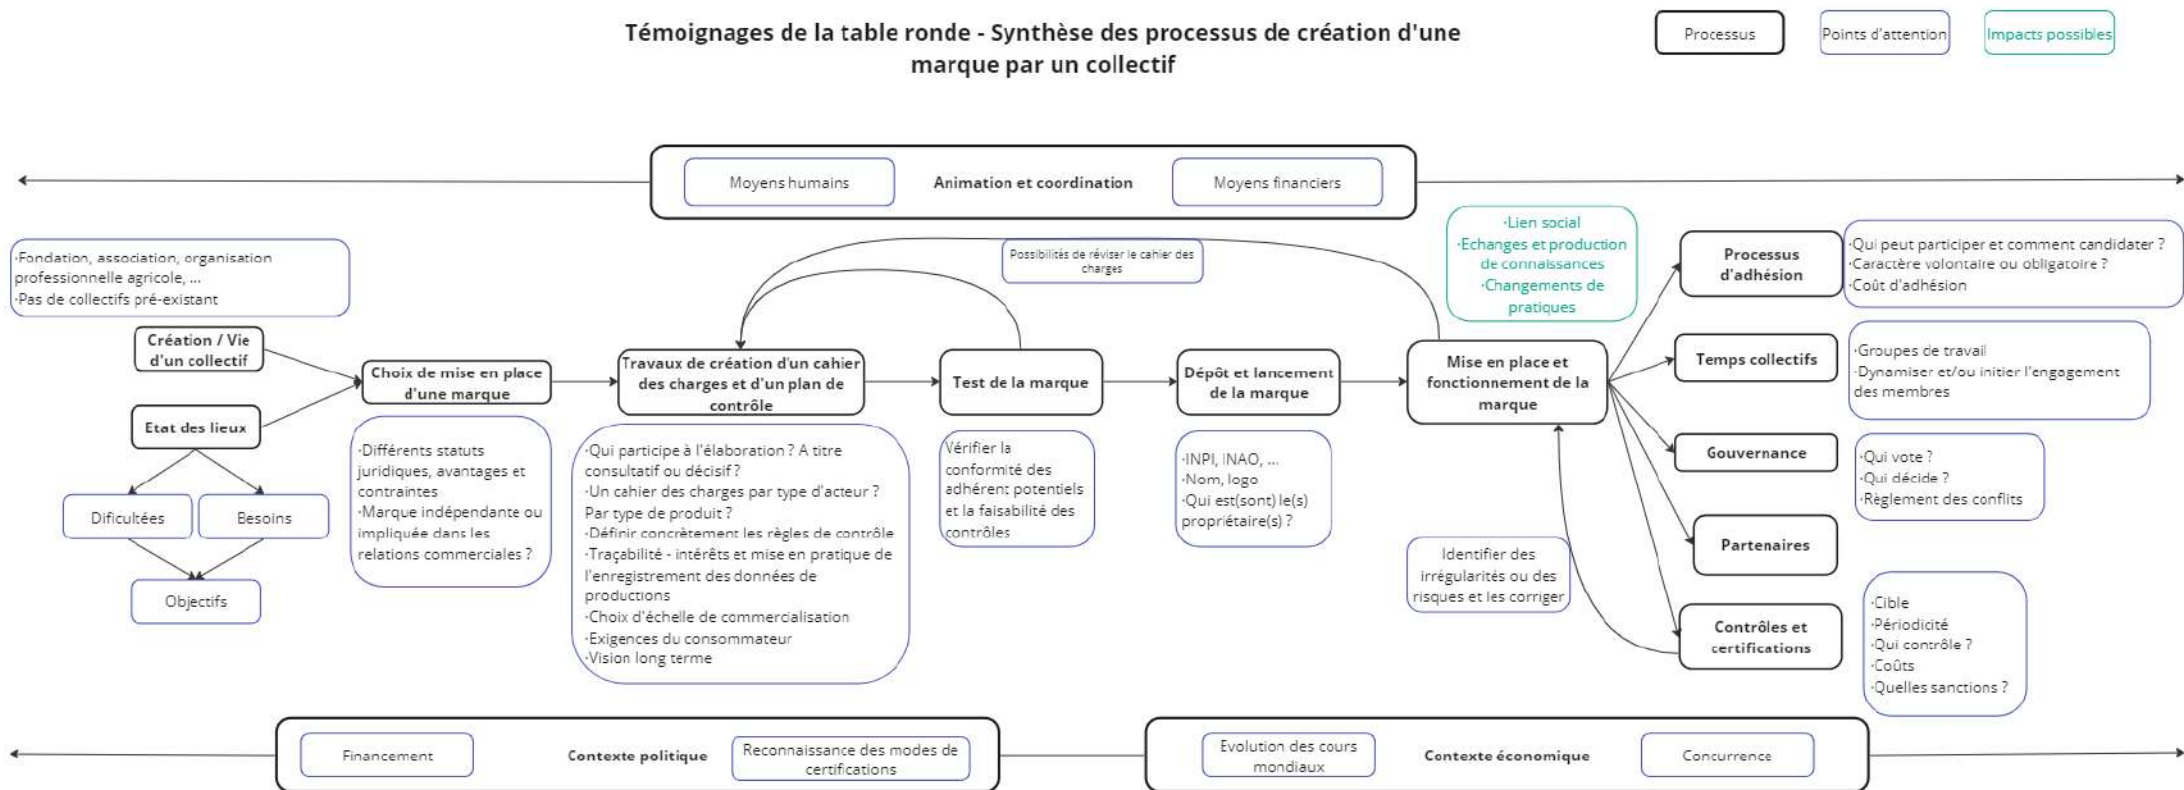 Témoignages de la table ronde - Synthèse des processus de création d'une
marque par un collectif
Processus
Points d'attention
Impacts possibles
Moyens humains
Animation et coordination
Moyens financiers
·Fondation, association, organisation
professionnelle agricole, ...
·Pas de collectifs pré-existant
Création / Vie
d'un collectif
Etat des lieux
Dificultées
Besoins
Objectifs
Choix de mise en place
d'une marque
·Différents statuts
juridiques, avantages et
contraintes
·Marque indépendante ou
impliquée dans les
relations commerciales ?
Travaux de création d'un cahier
des charges et d'un plan de
contrôle
·Qui participe à l'élaboration ? A titre
consultatif ou décisif ?
·Un cahier des charges par type d'acteur ?
Par type de produit ?
·Définir concrètement les règles de contrôle
·Traçabilité - intérêts et mise en pratique de
l'enregistrement des données de
productions
·Choix d'échelle de commercialisation
·Exigences du consommateur
·Vision long terme
Possibilités de réviser le cahier des
charges
Test de la marque
Vérifier la
conformité des
adhérent potentiels
et la faisabilité des
contrôles
Dépôt et lancement
de la marque
·INPI, INAO, ...
·Nom, logo
·Qui est(sont) le(s)
propriétaire(s) ?
·Lien social
·Echanges et production
de connaissances
·Changements de
pratiques
Mise en place et
fonctionnement de la
marque
Identifier des
irrégularités ou des
risques et les corriger
Processus
d'adhésion
·Qui peut participer et comment candidater ?
·Caractère volontaire ou obligatoire ?
·Coût d'adhésion
Temps collectifs
·Groupes de travail
·Dynamiser et/ou initier l'engagement
des membres
Gouvernance
·Qui vote ?
·Qui décide ?
·Règlement des conflits
Partenaires
Contrôles et
certifications
·Cible
·Périodicité
·Qui contrôle ?
·Coûts
·Quelles sanctions ?
Financement
Contexte politique
Reconnaissance des modes de
certifications
Evolution des cours
mondiaux
Contexte économique
Concurrence